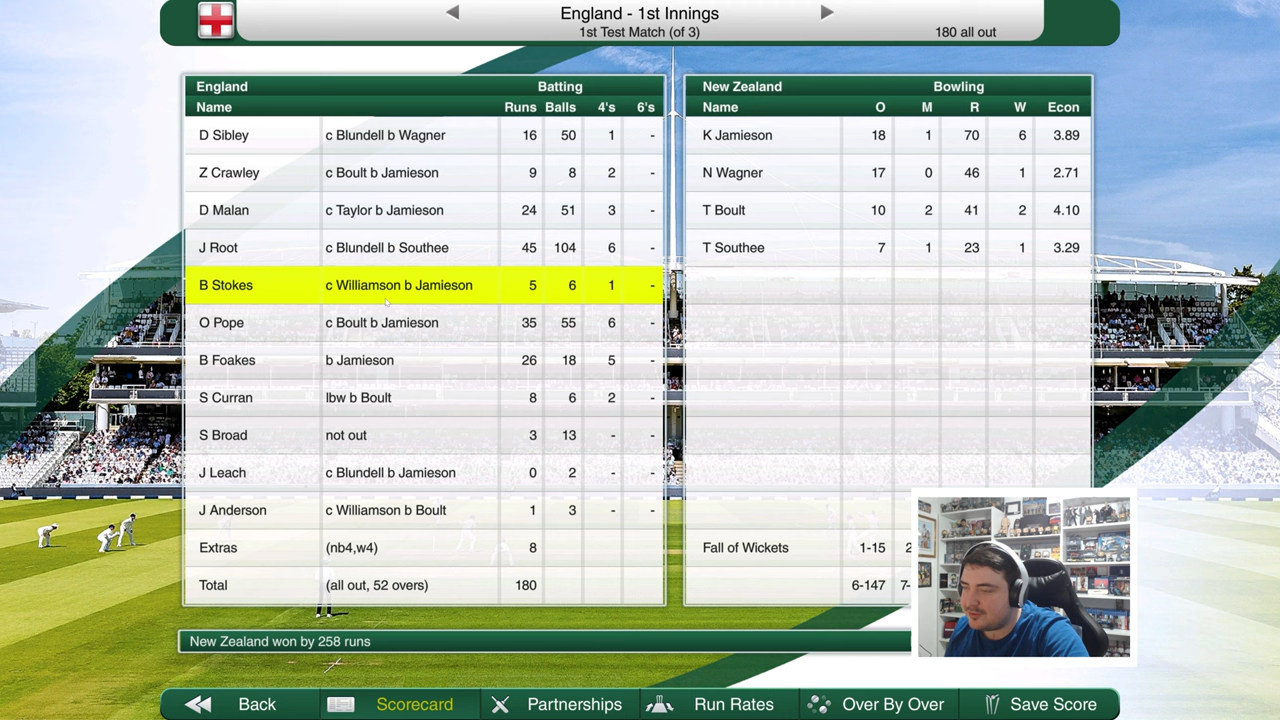 England - 1st Innings
1st Test Match (of 3)
180 all out
England Batting
Name Runs Balls 4's 6's
D Sibley c Blundell b Wagner 16 50 1 -
Z Crawley c Boult b Jamieson 9 8 2 -
D Malan c Taylor b Jamieson 24 51 3 -
J Root c Blundell b Southee 45 104 6 -
B Stokes c Williamson b Jamieson 5 6 1 -
O Pope c Boult b Jamieson 35 55 6 -
B Foakes b Jamieson 26 18 5 -
S Curran lbw b Boult 8 6 2 -
S Broad not out 3 13 - -
J Leach c Blundell b Jamieson 0 2 - -
J Anderson c Williamson b Boult 1 3 - -
Extras (nb4,w4) 8
Total (all out, 52 overs) 180
New Zealand Bowling
Name O M R W Econ
K Jamieson 18 1 70 6 3.89
N Wagner 17 0 46 1 2.71
T Boult 10 2 41 2 4.10
T Southee 7 1 23 1 3.29
Fall of Wickets 1-15 2
6-147 7-
New Zealand won by 258 runs
Back Scorecard Partnerships Run Rates Over By Over Save Score